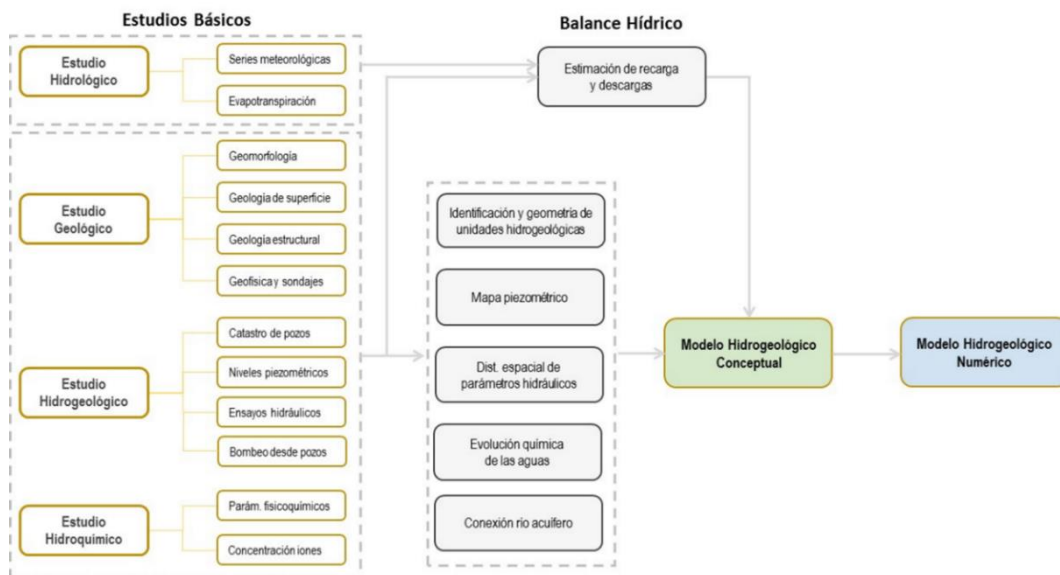 Estudios Básicos
Balance Hídrico
Estudio
Hidrológico
Series meteorológicas
Evapotranspiración
Estimación de recarga
y descargas
Estudio
Geológico
Geomorfología
Geología de superficie
Geología estructural
Geofísica y sondajes
Estudio
Hidrogeológico
Catastro de pozos
Niveles piezométricos
Ensayos hidráulicos
Bombeo desde pozos
Estudio
Hidroquímico
Parám. fisicoquímicos
Concentración iones
Identificación y geometría de
unidades hidrogeológicas
Mapa piezométrico
Dist. espacial de
parámetros hidráulicos
Evolución química
de las aguas
Conexión río acuífero
Modelo Hidrogeológico
Conceptual
Modelo Hidrogeológico
Numérico